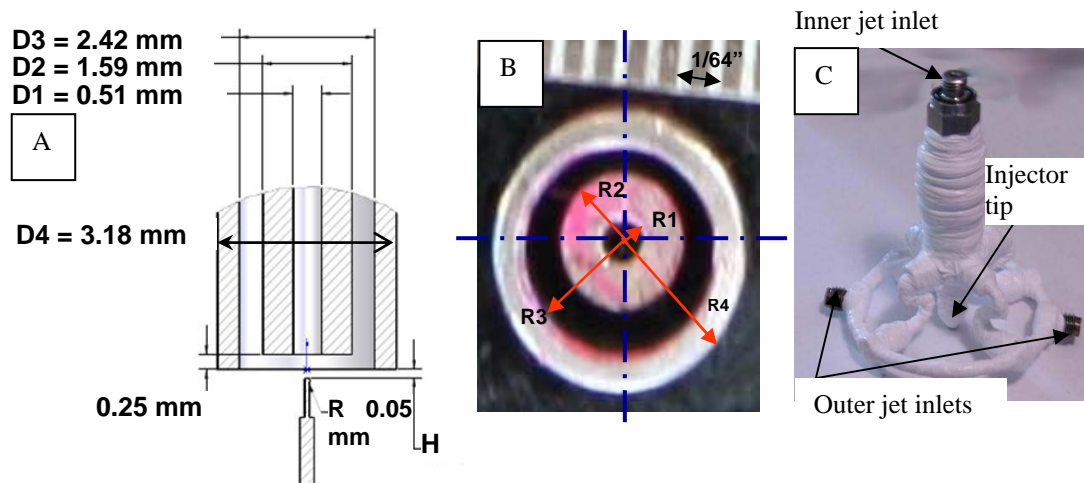 D3 = 2.42 mm
D2 = 1.59 mm
D1 = 0.51 mm
A
D4 = 3.18 mm
0.25 mm
R 0.05
mm
H
B
1/64”
R2
R1
R3
R4
Inner jet inlet
C
Injector
tip
Outer jet inlets